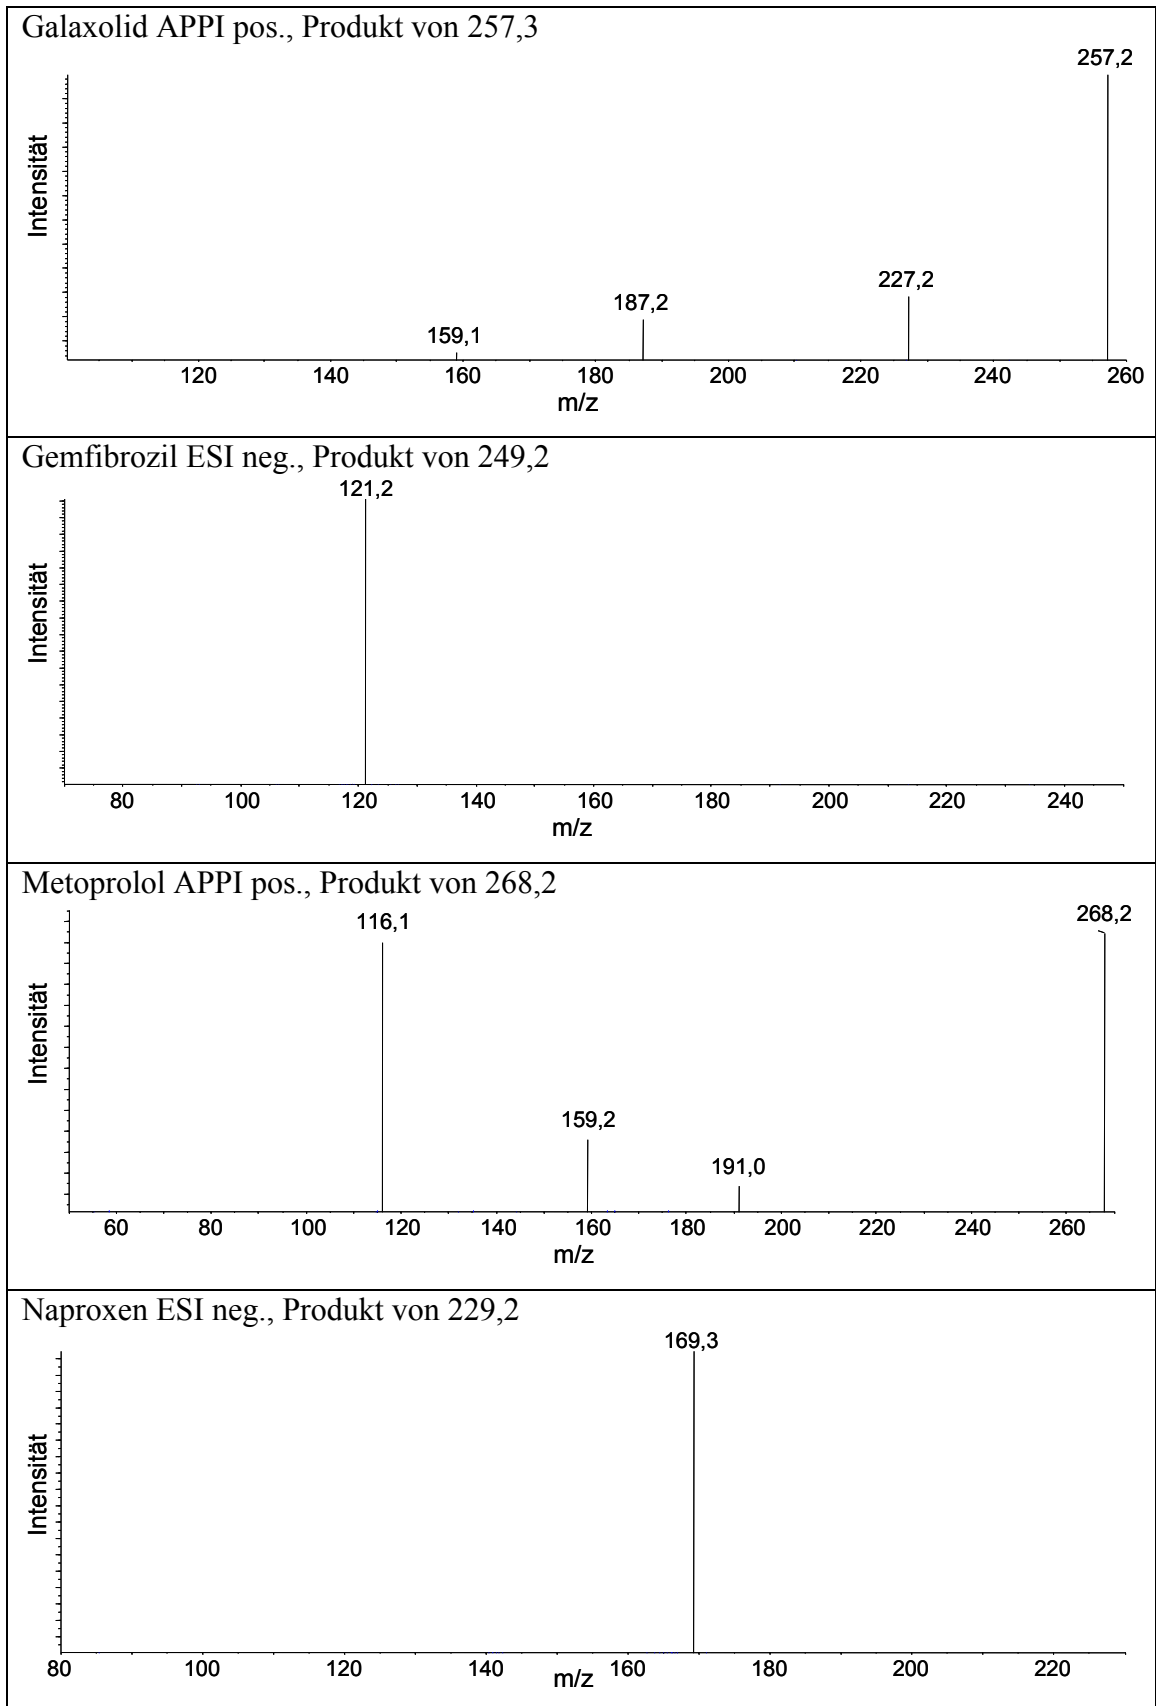 Galaxolid APPI pos., Produkt von 257,3
257,2
227,2
187,2
159,1
Intensität
120 140 160 180 200 220 240 260
m/z
Gemfibrozil ESI neg., Produkt von 249,2
121,2
Intensität
80 100 120 140 160 180 200 220 240
m/z
Metoprolol APPI pos., Produkt von 268,2
116,1
268,2
159,2
191,0
Intensität
60 80 100 120 140 160 180 200 220 240 260
m/z
Naproxen ESI neg., Produkt von 229,2
169,3
Intensität
80 100 120 140 160 180 200 220
m/z